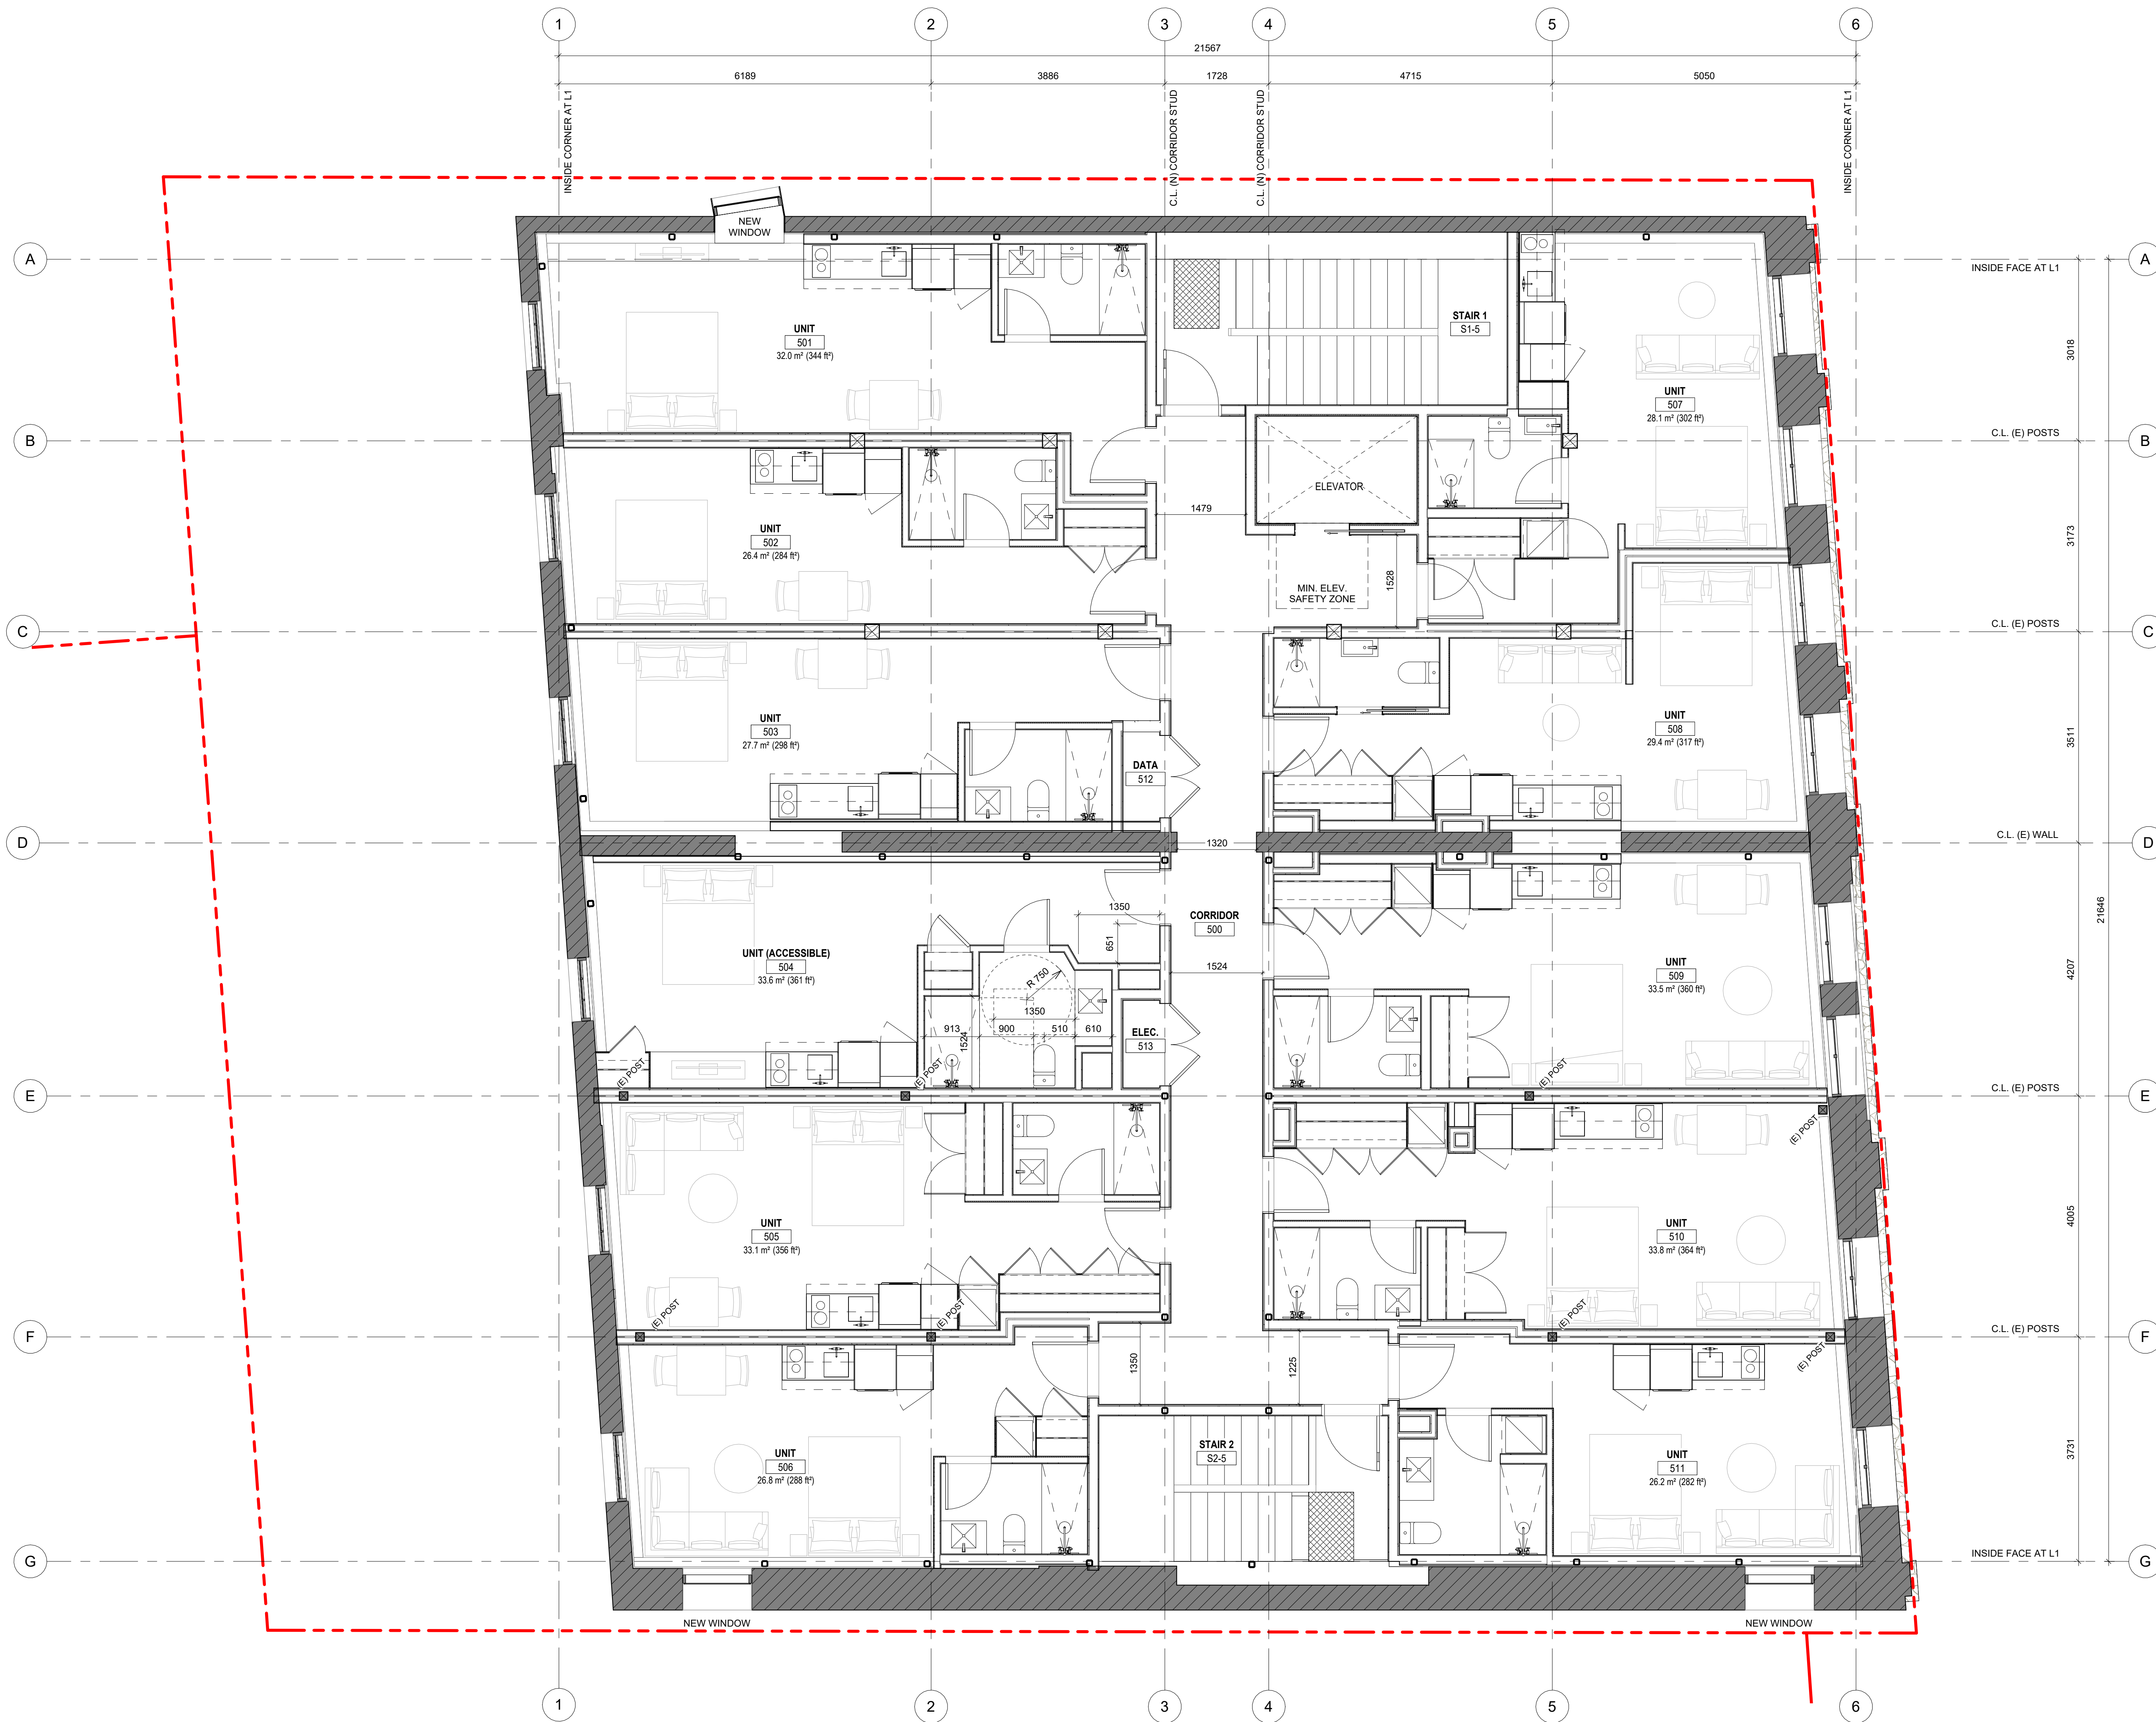 1 2 3 4 5 6
21567
6189 3886 1728 4715 5050
INSIDE CORNER AT L1
C.L. (N) CORRIDOR STUD
C.L. (N) CORRIDOR STUD
INSIDE CORNER AT L1
NEW
WINDOW
A
A
INSIDE FACE AT L1
UNIT
501
32.0 m² (344 ft²)
STAIR 1
S1-5
3018
UNIT
507
28.1 m² (302 ft²)
B
C.L. (E) POSTS
B
ELEVATOR
1479
UNIT
502
26.4 m² (284 ft²)
3173
1528
MIN. ELEV.
SAFETY ZONE
C
C.L. (E) POSTS
C
UNIT
503
27.7 m² (298 ft²)
UNIT
508
29.4 m² (317 ft²)
3511
DATA
512
D
1320
C.L. (E) WALL
D
1350
651
CORRIDOR
500
21646
UNIT (ACCESSIBLE)
504
33.6 m² (361 ft²)
R 750
1524
UNIT
509
33.5 m² (360 ft²)
4207
1350
913 900 510 610
1524
ELEC.
513
(E) POST
(E) POST
(E) POST
E
C.L. (E) POSTS
E
(E) POST
UNIT
505
33.1 m² (356 ft²)
UNIT
510
33.8 m² (364 ft²)
4005
(E) POST
(E) POST
(E) POST
(E) POST
F
C.L. (E) POSTS
F
1350
1225
UNIT
506
26.8 m² (288 ft²)
STAIR 2
S2-5
UNIT
511
26.2 m² (282 ft²)
3731
G
INSIDE FACE AT L1
G
NEW WINDOW
NEW WINDOW
1 2 3 4 5 6